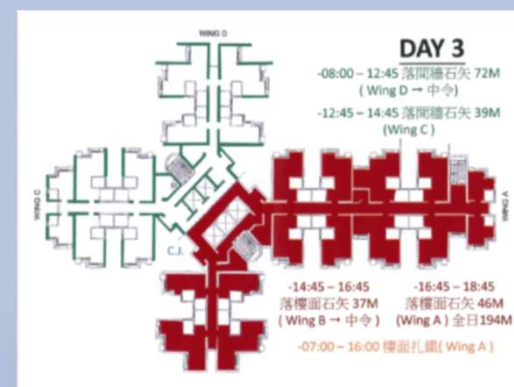 WING D
DAY 3
-08:00 – 12:45 落間牆石矢 72M
( Wing D → 中令)
-12:45 – 14:45 落間牆石矢 39M
(Wing C )
WING C
WING A
C.J.
-14:45 – 16:45
落樓面石矢 37M
( Wing B → 中令 )
-16:45 – 18:45
落樓面石矢 46M
(Wing A ) 全日194M
-07:00 – 16:00 樓面扎鐵( Wing A )